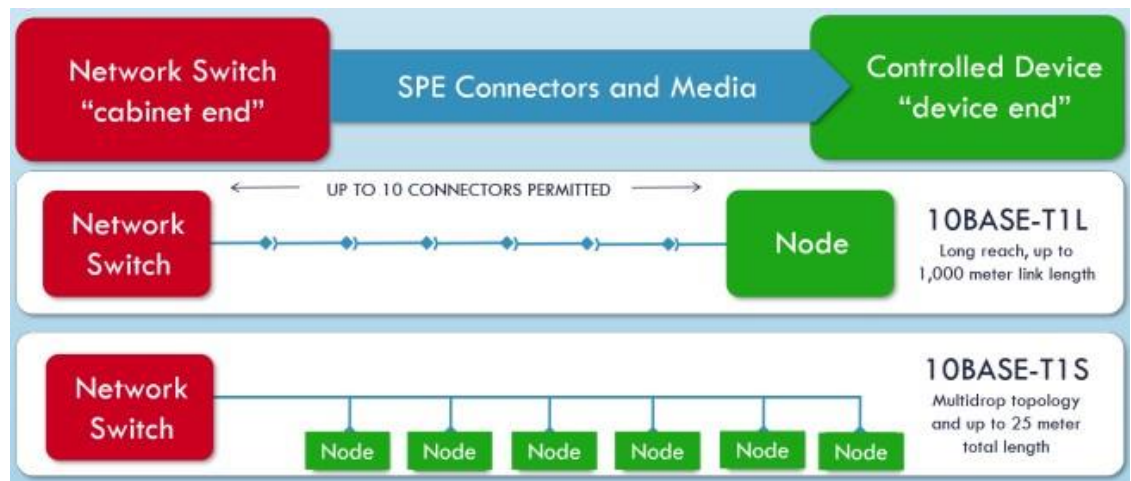 Network Switch
“cabinet end”
SPE Connectors and Media
Controlled Device
“device end”
UP TO 10 CONNECTORS PERMITTED
Network
Switch
Node
10BASE-T1L
Long reach, up to
1,000 meter link length
Network
Switch
Node
Node
Node
Node
Node
Node
10BASE-T1S
Multidrop topology
and up to 25 meter
total length